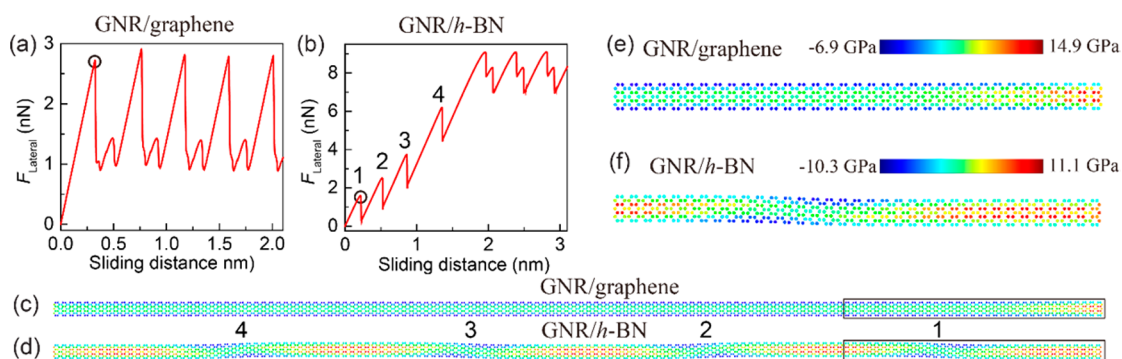 GNR/graphene
(a)
3
2
1
0
F_Lateral (nN)
0.0 0.5 1.0 1.5 2.0
Sliding distance nm)
GNR/h-BN
(b)
8
6
4
2
0
F_Lateral (nN)
1 2 3 4
0 1 2 3
Sliding distance (nm)
(e)
GNR/graphene -6.9 GPa 14.9 GPa
(f)
GNR/h-BN -10.3 GPa 11.1 GPa
GNR/graphene
(c)
4 3 GNR/h-BN 2 1
(d)